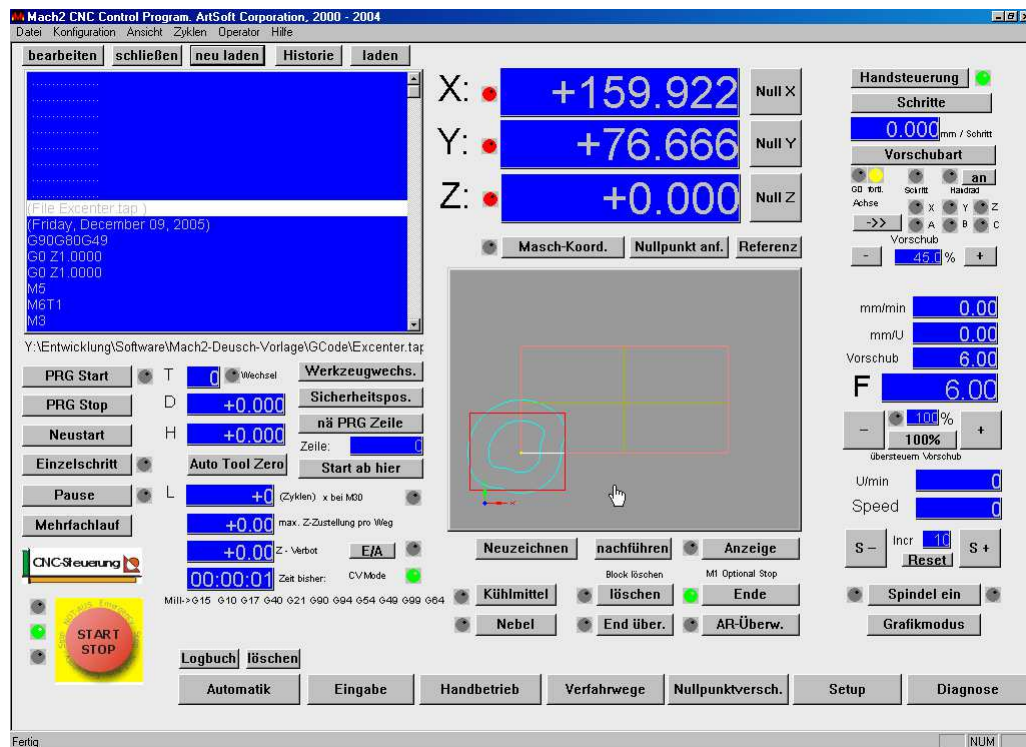 Mach2 CNC Control Program. ArtSoft Corporation, 2000 - 2004
Datei Konfiguration Ansicht Zyklen Operator Hilfe
bearbeiten schließen neu laden Historie laden
(File Excenter.tap )
(Friday, December 09, 2005)
G90G80G49
G0 Z1.0000
G0 Z1.0000
M5
M6T1
M3
Y:\Entwicklung\Software\Mach2-Deusch-Vorlage\GCode\Excenter.tap
X: +159.922 Null X
Y: +76.666 Null Y
Z: +0.000 Null Z
Masch-Koord. Nullpunkt anf. Referenz
Handsteuerung
Schritte
0.000 mm / Schritt
Vorschubart
an
G0 fortl. Schritt Handrad
Achse X Y Z
->> A B C
Vorschub
- 45.0 % +
mm/min 0.00
mm/U 0.00
Vorschub 6.00
F 6.00
- 100 % +
100%
übersteuern Vorschub
U/min 0
Speed 0
S - Incr 10 S +
Reset
Spindel ein
Grafikmodus
PRG Start T 0 Wechsel Werkzeugwechs.
PRG Stop D +0.000 Sicherheitspos.
Neustart H +0.000 nä PRG Zeile
Zeile: 0
Einzelschritt Auto Tool Zero Start ab hier
Pause L +0 (Zyklen) x bei M30
Mehrfachlauf +0.00 max. Z-Zustellung pro Weg
+0.00 Z - Verbot E/A
CNC-Steuerung 00:00:01 Zeit bisher: CV Mode
Mill->G15 G10 G17 G40 G21 G90 G94 G54 G49 G99 G64
NOT-AUS Emergency Stop
START
STOP
Neuzeichnen nachführen Anzeige
Block löschen M1 Optional Stop
Kühlmittel löschen Ende
Nebel End über. AR-Überw.
Logbuch löschen
Automatik Eingabe Handbetrieb Verfahrwege Nullpunktversch. Setup Diagnose
Fertig NUM